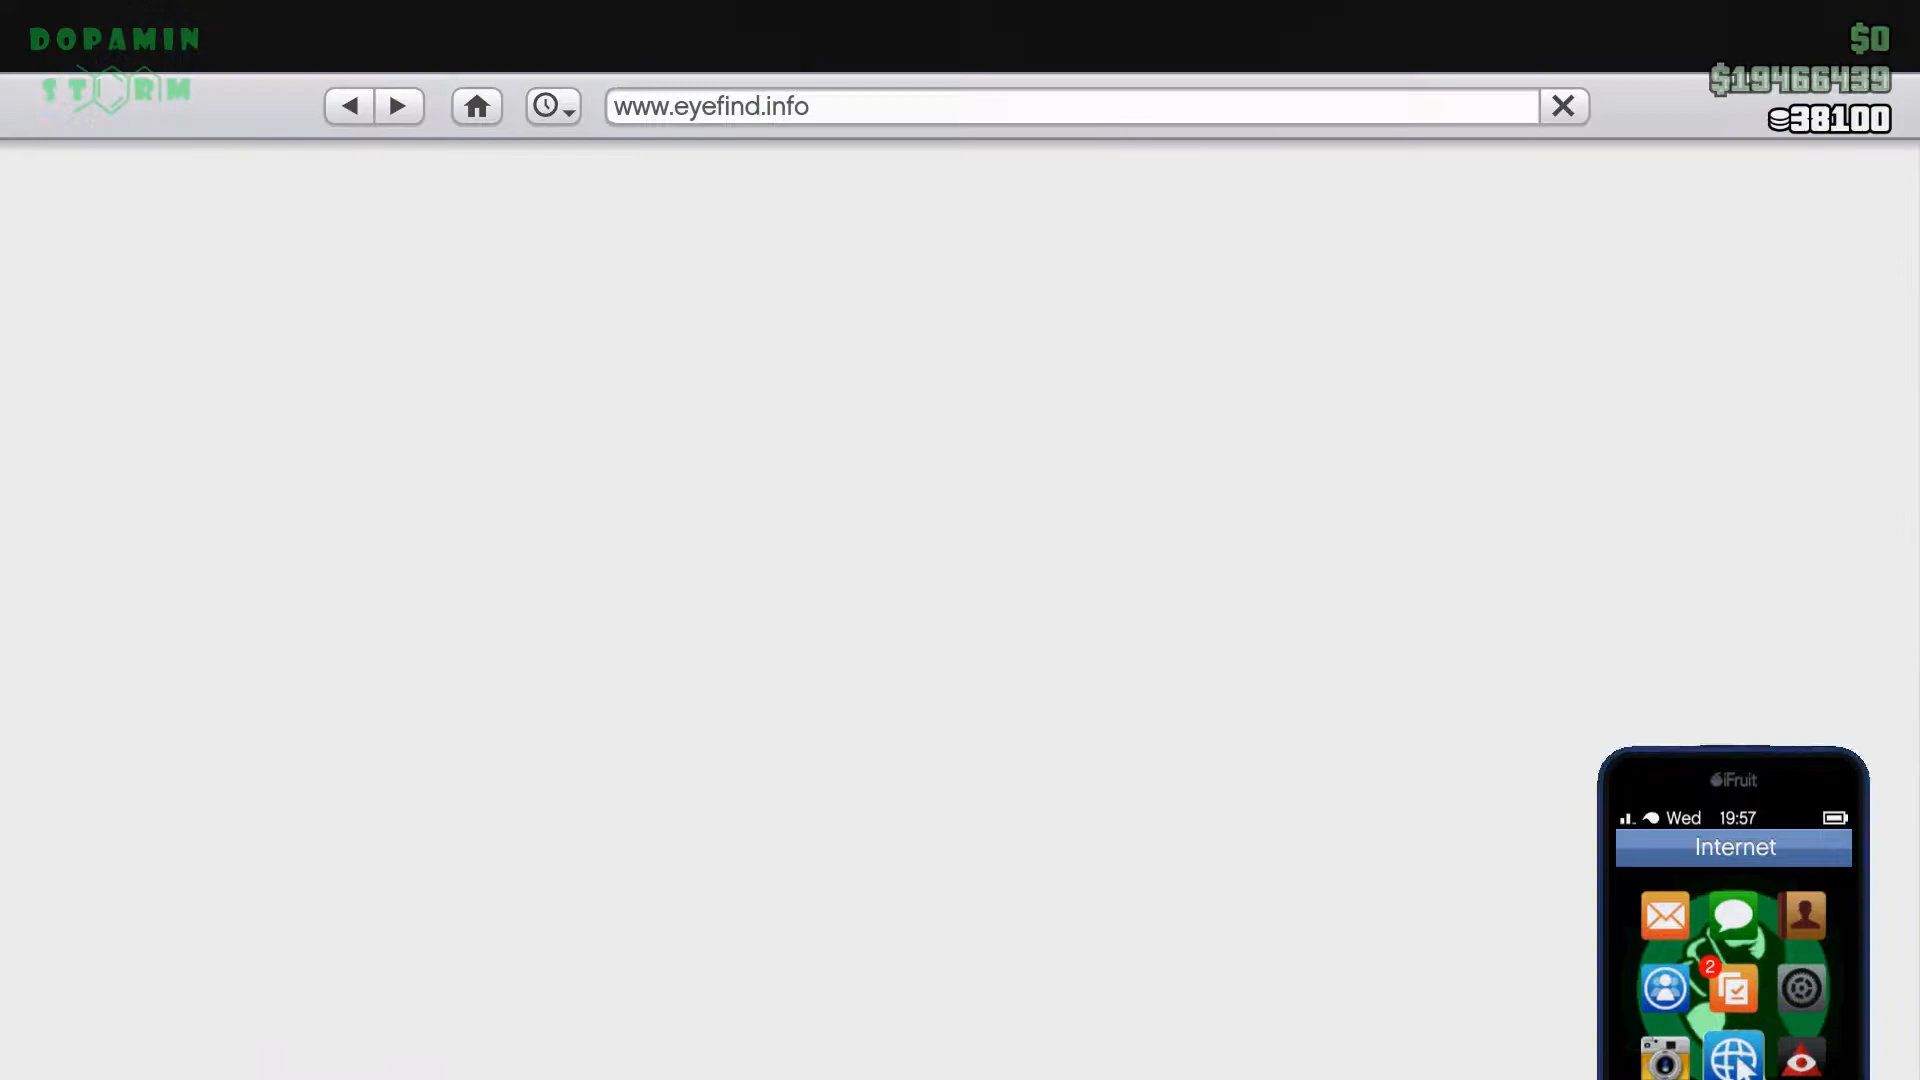 DOPAMIN
STORM
www.eyefind.info
$0
$19466439
38100
iFruit
Wed 19:57
Internet
2